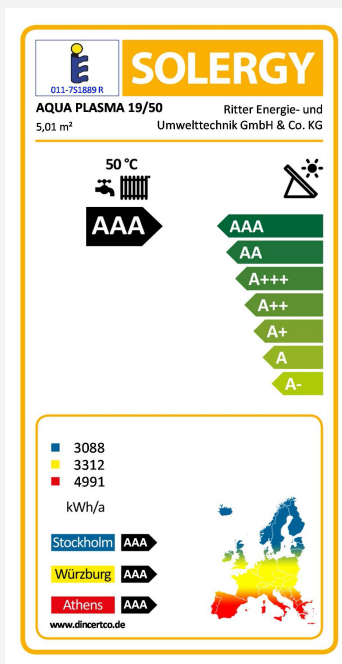 011-7S1889 R
SOLERGY
AQUA PLASMA 19/50
5,01 m²
Ritter Energie- und
Umwelttechnik GmbH & Co. KG
50 °C
AAA
AAA
AA
A+++
A++
A+
A
A-
3088
3312
4991
kWh/a
Stockholm AAA
Würzburg AAA
Athens AAA
www.dincertco.de